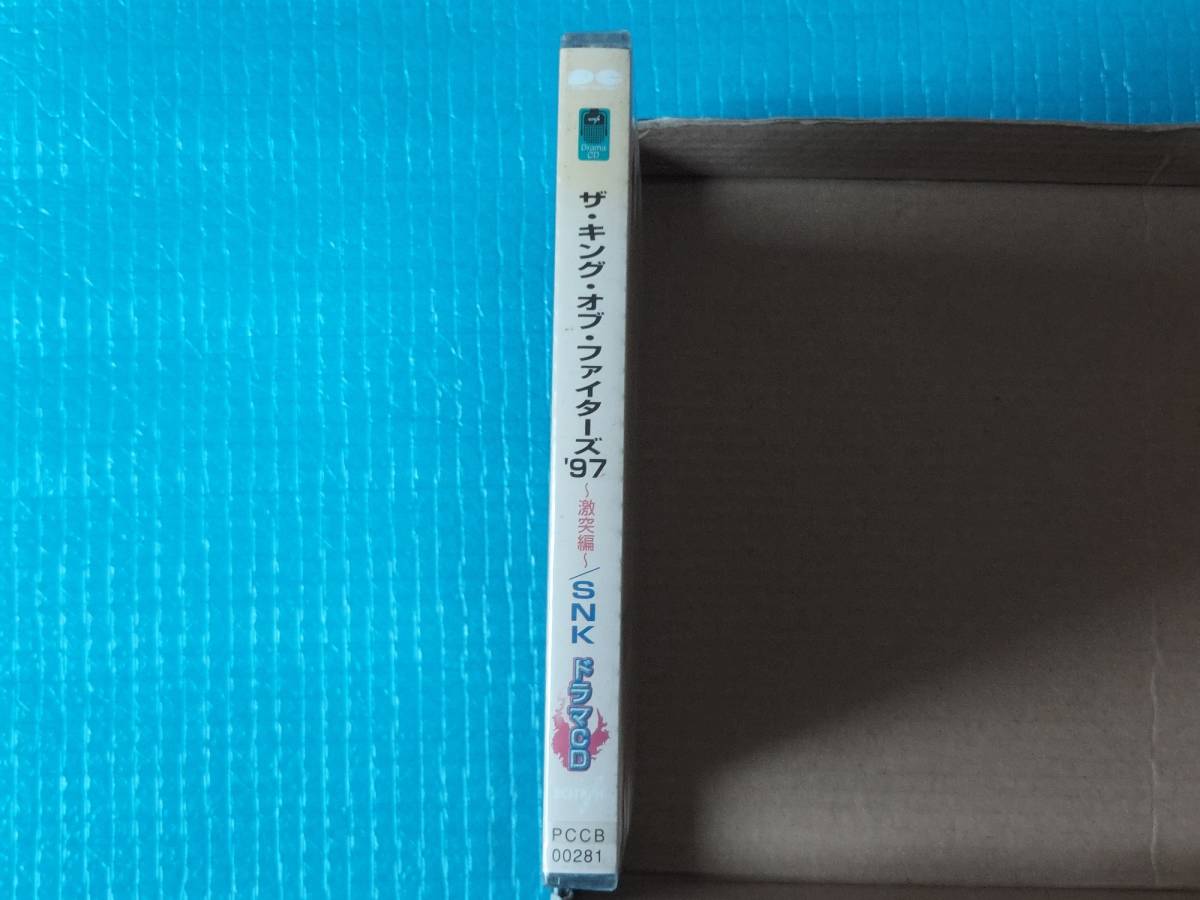 Drama
CD
ザ・キング・オブ・ファイターズ
'97
～激突編～/SNK
ドラマCD
PCCB
00281